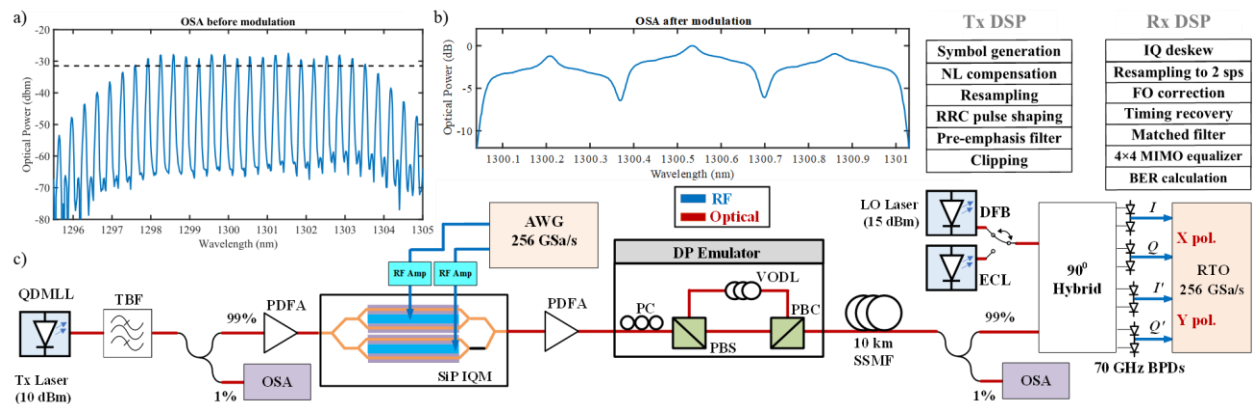 a)
OSA before modulation
Optical Power (dbm)
-20
-30
-40
-50
-60
-70
-80
1296 1297 1298 1299 1300 1301 1302 1303 1304 1305
Wavelength (nm)
b)
OSA after modulation
Optical Power (dB)
0
-5
-10
1300.1 1300.2 1300.3 1300.4 1300.5 1300.6 1300.7 1300.8 1300.9 1301
Wavelength (nm)
Tx DSP
Symbol generation
NL compensation
Resampling
RRC pulse shaping
Pre-emphasis filter
Clipping
Rx DSP
IQ deskew
Resampling to 2 sps
FO correction
Timing recovery
Matched filter
4×4 MIMO equalizer
BER calculation
RF
Optical
c)
QDMLL
Tx Laser
(10 dBm)
TBF
99%
1%
OSA
PDFA
AWG
256 GSa/s
RF Amp
RF Amp
SiP IQM
PDFA
DP Emulator
PC
VODL
PBS
PBC
10 km
SSMF
99%
1%
OSA
LO Laser
(15 dBm)
DFB
ECL
90⁰
Hybrid
I
Q
I'
Q'
70 GHz BPDs
X pol.
RTO
256 GSa/s
Y pol.